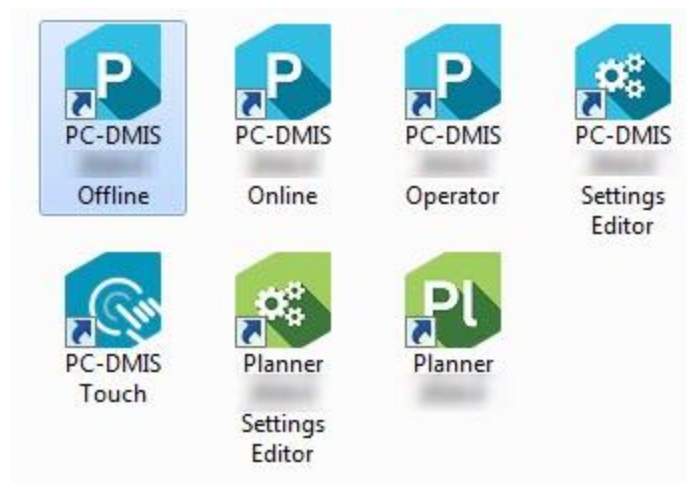 P
PC-DMIS
Offline
P
PC-DMIS
Online
P
PC-DMIS
Operator
PC-DMIS
Settings
Editor
PC-DMIS
Touch
Planner
Settings
Editor
Pl
Planner